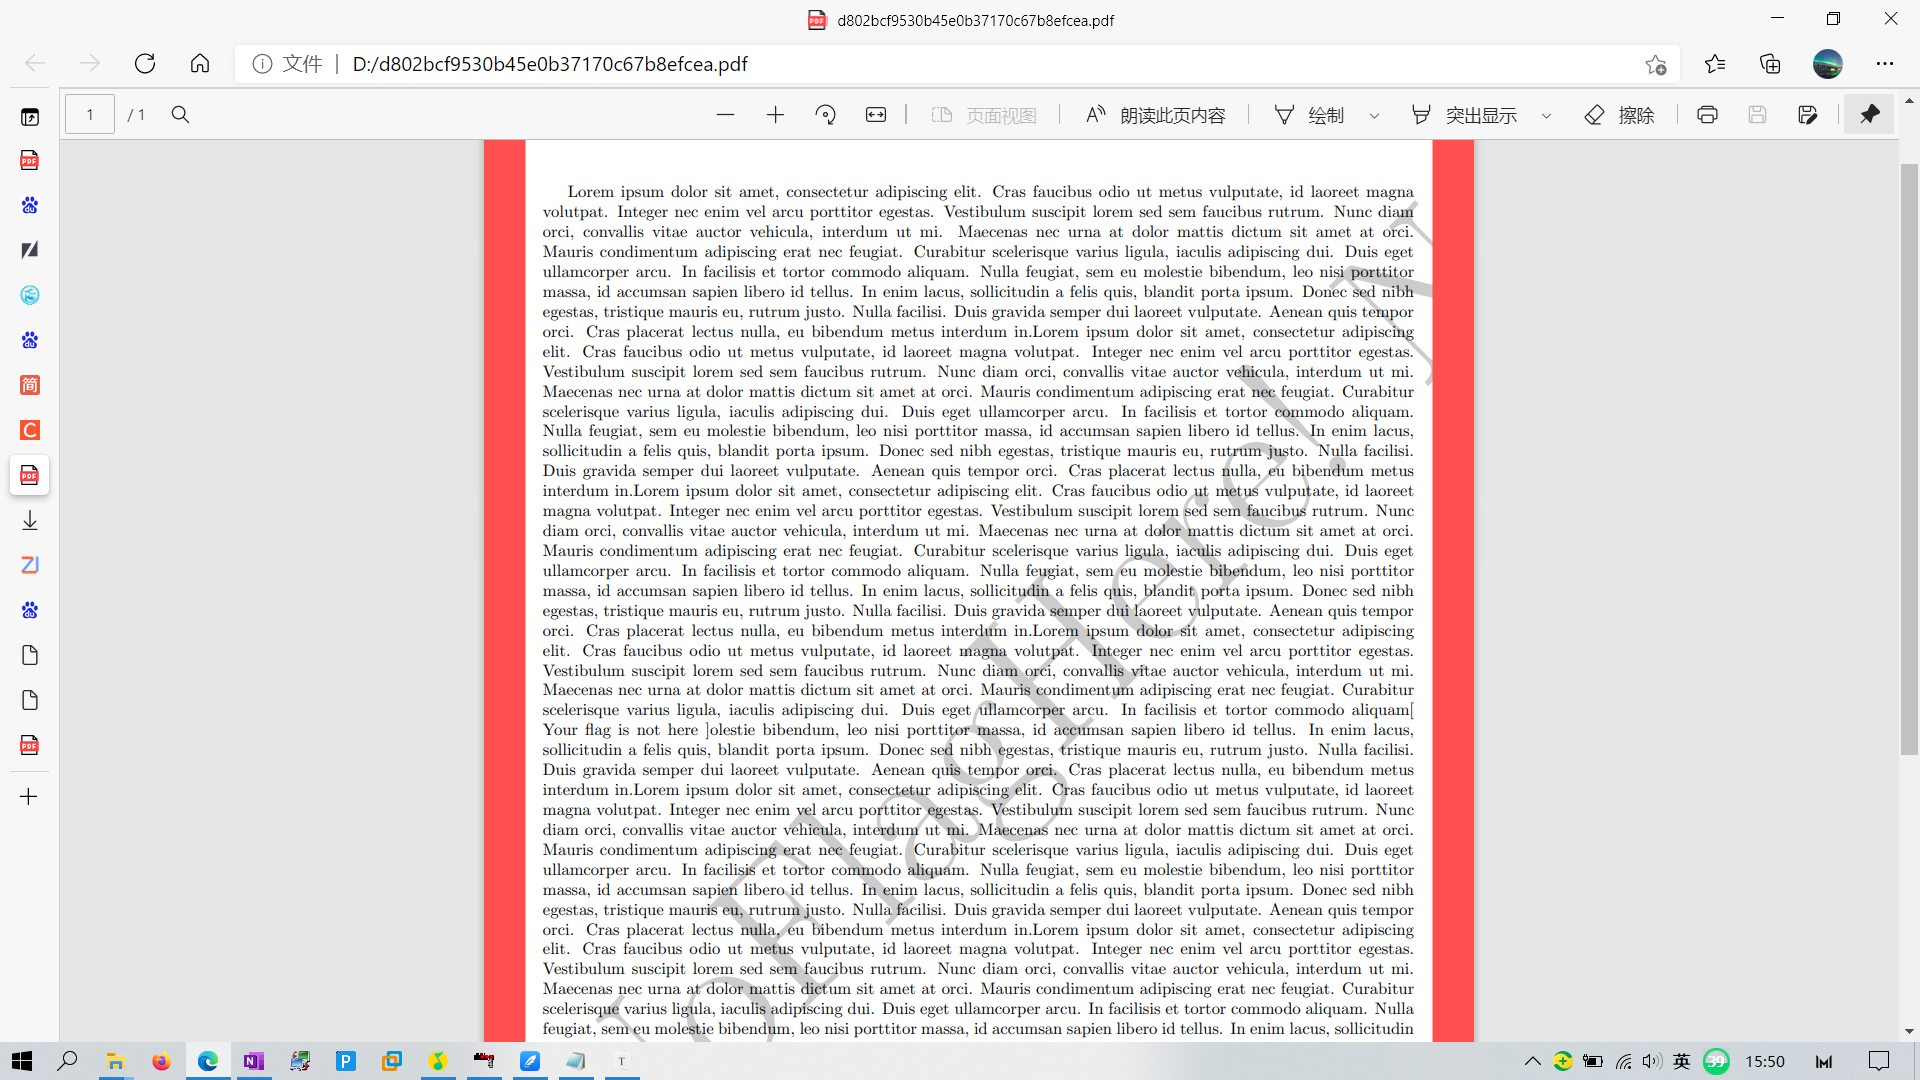 d802bcf9530b45e0b37170c67b8efcea.pdf
文件 D:/d802bcf9530b45e0b37170c67b8efcea.pdf
1 / 1 页面视图 朗读此页内容 绘制 突出显示 擦除
Lorem ipsum dolor sit amet, consectetur adipiscing elit. Cras faucibus odio ut metus vulputate, id laoreet magna
volutpat. Integer nec enim vel arcu porttitor egestas. Vestibulum suscipit lorem sed sem faucibus rutrum. Nunc diam
orci, convallis vitae auctor vehicula, interdum ut mi. Maecenas nec urna at dolor mattis dictum sit amet at orci.
Mauris condimentum adipiscing erat nec feugiat. Curabitur scelerisque varius ligula, iaculis adipiscing dui. Duis eget
ullamcorper arcu. In facilisis et tortor commodo aliquam. Nulla feugiat, sem eu molestie bibendum, leo nisi porttitor
massa, id accumsan sapien libero id tellus. In enim lacus, sollicitudin a felis quis, blandit porta ipsum. Donec sed nibh
egestas, tristique mauris eu, rutrum justo. Nulla facilisi. Duis gravida semper dui laoreet vulputate. Aenean quis tempor
orci. Cras placerat lectus nulla, eu bibendum metus interdum in.Lorem ipsum dolor sit amet, consectetur adipiscing
elit. Cras faucibus odio ut metus vulputate, id laoreet magna volutpat. Integer nec enim vel arcu porttitor egestas.
Vestibulum suscipit lorem sed sem faucibus rutrum. Nunc diam orci, convallis vitae auctor vehicula, interdum ut mi.
Maecenas nec urna at dolor mattis dictum sit amet at orci. Mauris condimentum adipiscing erat nec feugiat. Curabitur
scelerisque varius ligula, iaculis adipiscing dui. Duis eget ullamcorper arcu. In facilisis et tortor commodo aliquam.
Nulla feugiat, sem eu molestie bibendum, leo nisi porttitor massa, id accumsan sapien libero id tellus. In enim lacus,
sollicitudin a felis quis, blandit porta ipsum. Donec sed nibh egestas, tristique mauris eu, rutrum justo. Nulla facilisi.
Duis gravida semper dui laoreet vulputate. Aenean quis tempor orci. Cras placerat lectus nulla, eu bibendum metus
interdum in.Lorem ipsum dolor sit amet, consectetur adipiscing elit. Cras faucibus odio ut metus vulputate, id laoreet
magna volutpat. Integer nec enim vel arcu porttitor egestas. Vestibulum suscipit lorem sed sem faucibus rutrum. Nunc
diam orci, convallis vitae auctor vehicula, interdum ut mi. Maecenas nec urna at dolor mattis dictum sit amet at orci.
Mauris condimentum adipiscing erat nec feugiat. Curabitur scelerisque varius ligula, iaculis adipiscing dui. Duis eget
ullamcorper arcu. In facilisis et tortor commodo aliquam. Nulla feugiat, sem eu molestie bibendum, leo nisi porttitor
massa, id accumsan sapien libero id tellus. In enim lacus, sollicitudin a felis quis, blandit porta ipsum. Donec sed nibh
egestas, tristique mauris eu, rutrum justo. Nulla facilisi. Duis gravida semper dui laoreet vulputate. Aenean quis tempor
orci. Cras placerat lectus nulla, eu bibendum metus interdum in.Lorem ipsum dolor sit amet, consectetur adipiscing
elit. Cras faucibus odio ut metus vulputate, id laoreet magna volutpat. Integer nec enim vel arcu porttitor egestas.
Vestibulum suscipit lorem sed sem faucibus rutrum. Nunc diam orci, convallis vitae auctor vehicula, interdum ut mi.
Maecenas nec urna at dolor mattis dictum sit amet at orci. Mauris condimentum adipiscing erat nec feugiat. Curabitur
scelerisque varius ligula, iaculis adipiscing dui. Duis eget ullamcorper arcu. In facilisis et tortor commodo aliquam[
Your flag is not here ]olestie bibendum, leo nisi porttitor massa, id accumsan sapien libero id tellus. In enim lacus,
sollicitudin a felis quis, blandit porta ipsum. Donec sed nibh egestas, tristique mauris eu, rutrum justo. Nulla facilisi.
Duis gravida semper dui laoreet vulputate. Aenean quis tempor orci. Cras placerat lectus nulla, eu bibendum metus
interdum in.Lorem ipsum dolor sit amet, consectetur adipiscing elit. Cras faucibus odio ut metus vulputate, id laoreet
magna volutpat. Integer nec enim vel arcu porttitor egestas. Vestibulum suscipit lorem sed sem faucibus rutrum. Nunc
diam orci, convallis vitae auctor vehicula, interdum ut mi. Maecenas nec urna at dolor mattis dictum sit amet at orci.
Mauris condimentum adipiscing erat nec feugiat. Curabitur scelerisque varius ligula, iaculis adipiscing dui. Duis eget
ullamcorper arcu. In facilisis et tortor commodo aliquam. Nulla feugiat, sem eu molestie bibendum, leo nisi porttitor
massa, id accumsan sapien libero id tellus. In enim lacus, sollicitudin a felis quis, blandit porta ipsum. Donec sed nibh
egestas, tristique mauris eu, rutrum justo. Nulla facilisi. Duis gravida semper dui laoreet vulputate. Aenean quis tempor
orci. Cras placerat lectus nulla, eu bibendum metus interdum in.Lorem ipsum dolor sit amet, consectetur adipiscing
elit. Cras faucibus odio ut metus vulputate, id laoreet magna volutpat. Integer nec enim vel arcu porttitor egestas.
Vestibulum suscipit lorem sed sem faucibus rutrum. Nunc diam orci, convallis vitae auctor vehicula, interdum ut mi.
Maecenas nec urna at dolor mattis dictum sit amet at orci. Mauris condimentum adipiscing erat nec feugiat. Curabitur
scelerisque varius ligula, iaculis adipiscing dui. Duis eget ullamcorper arcu. In facilisis et tortor commodo aliquam. Nulla
feugiat, sem eu molestie bibendum, leo nisi porttitor massa, id accumsan sapien libero id tellus. In enim lacus, sollicitudin
NoFlagHere! N
英 39 15:50